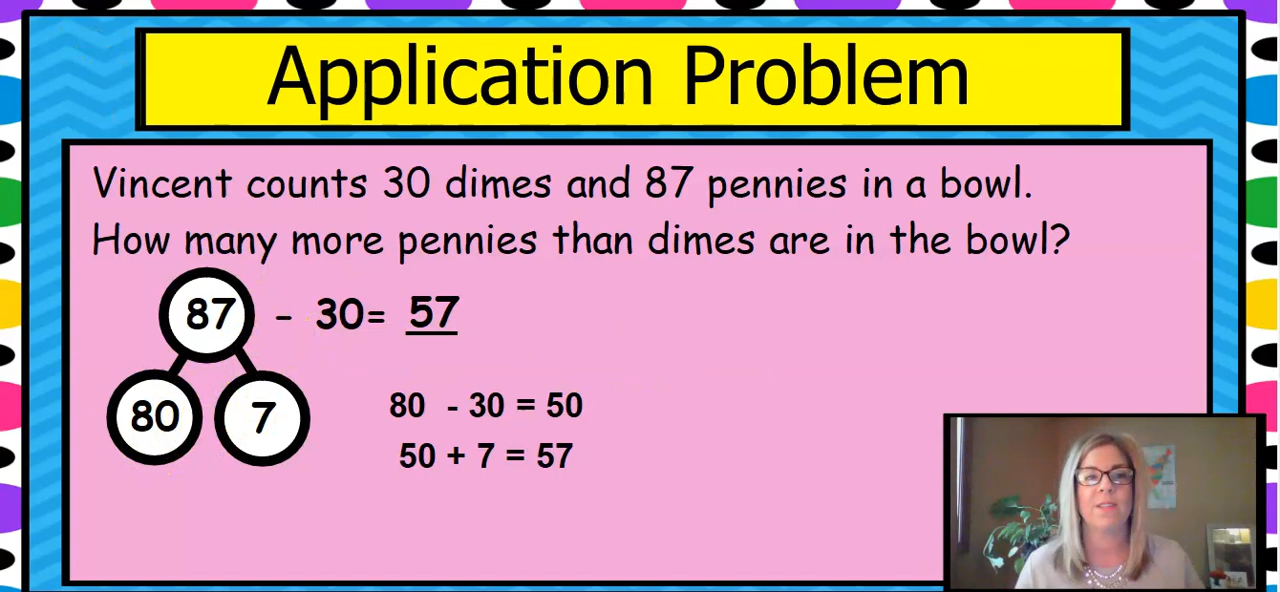 Application Problem
Vincent counts 30 dimes and 87 pennies in a bowl.
How many more pennies than dimes are in the bowl?
87 - 30= 57
80 7
80 - 30 = 50
50 + 7 = 57